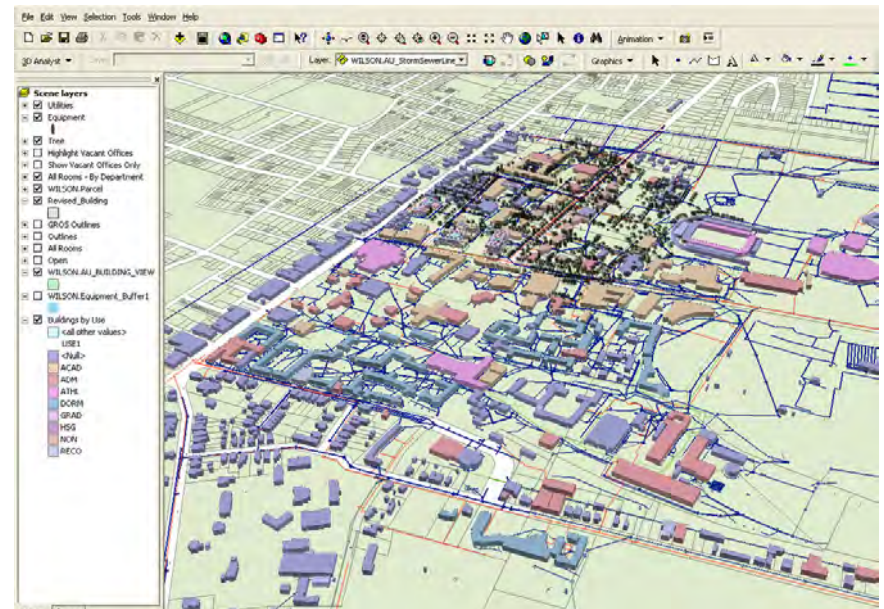 File Edit View Selection Tools Window Help
Animation
3D Analyst Layer: WILSON.AU_StormSewerLine Graphics
Scene layers
Utilities
Equipment
Tree
Highlight Vacant Offices
Show Vacant Offices Only
All Rooms - By Department
WILSON.Parcel
Revised_Building
GROS Outlines
Outlines
All Rooms
Open
WILSON.AU_BUILDING_VIEW
WILSON.Equipment_Buffer1
Buildings by Use
<all other values>
USE1
<Null>
ACAD
ADM
ATHL
DORM
GRAD
HSG
NON
RECO